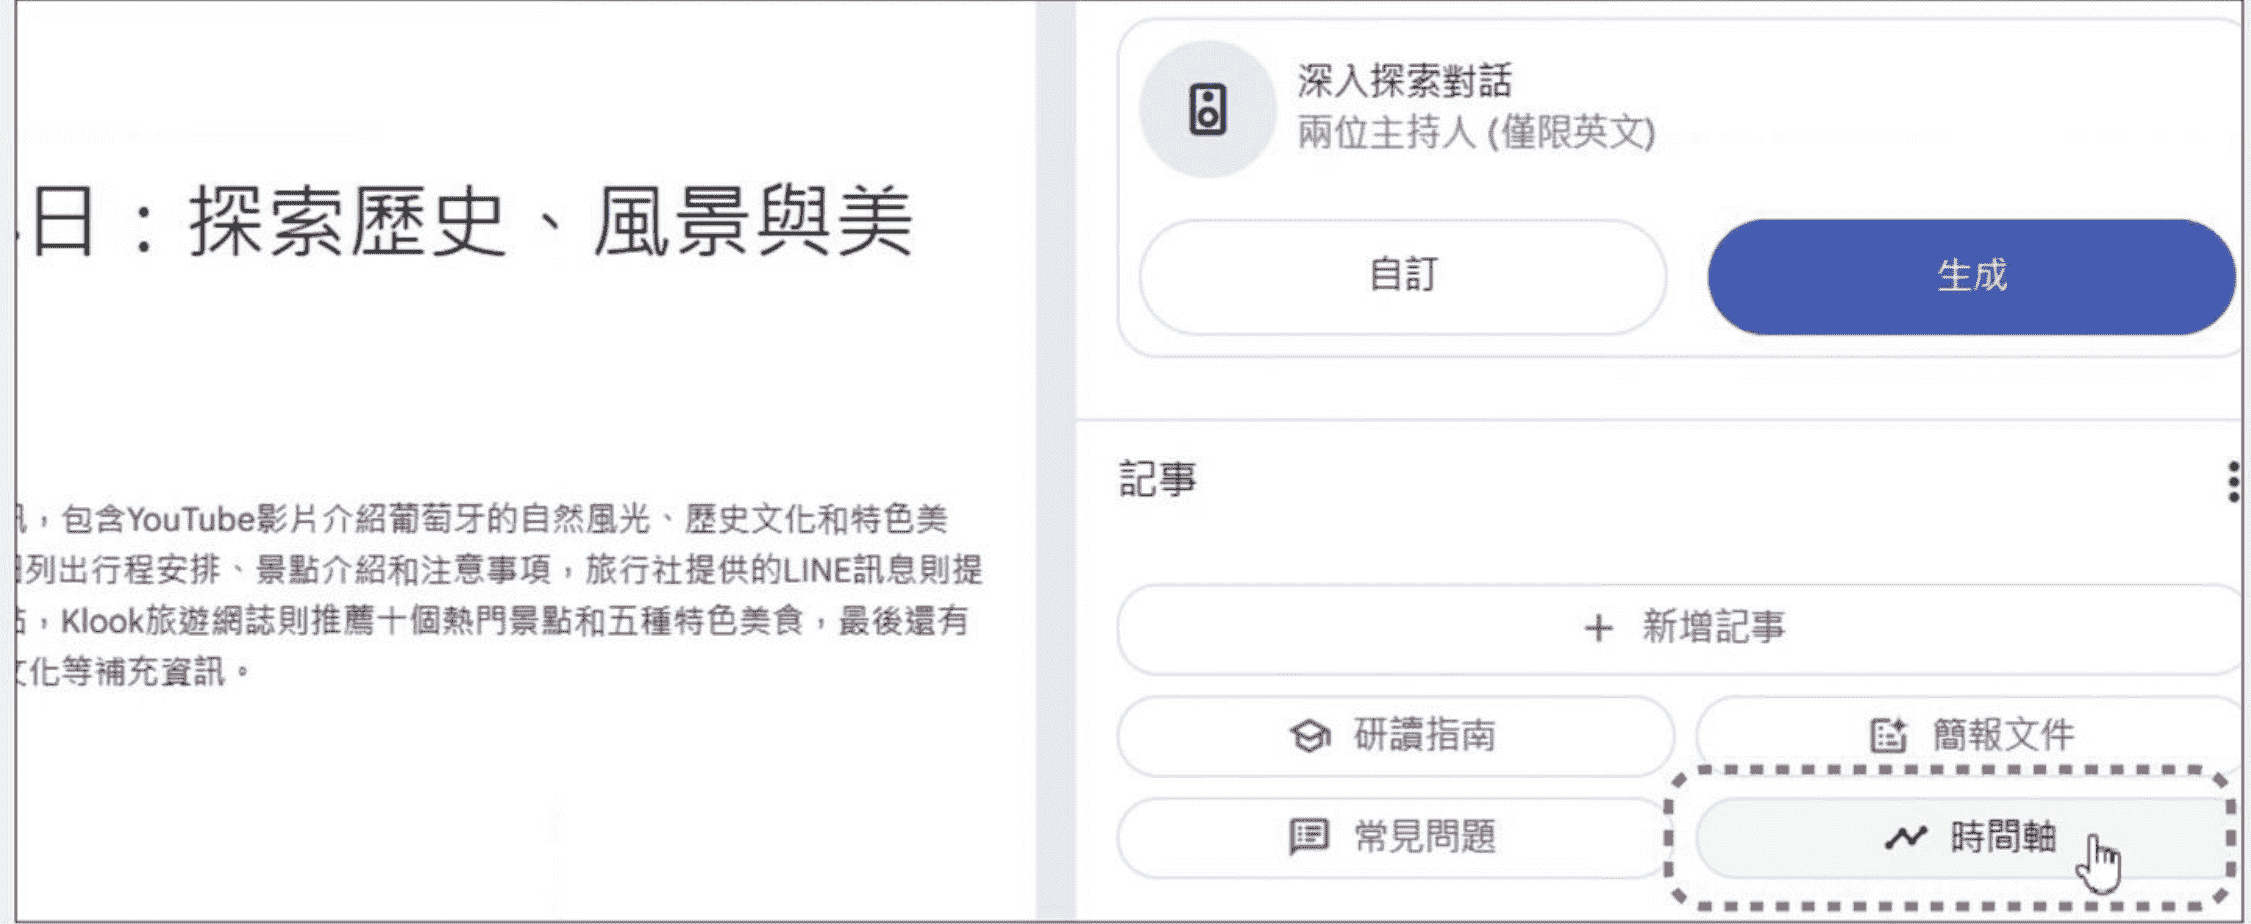 日：探索歷史、風景與美
，包含YouTube影片介紹葡萄牙的自然風光、歷史文化和特色美
列出行程安排、景點介紹和注意事項，旅行社提供的LINE訊息則提
，Klook旅遊網誌則推薦十個熱門景點和五種特色美食，最後還有
化等補充資訊。
深入探索對話
兩位主持人 (僅限英文)
自訂
生成
記事
+ 新增記事
研讀指南
簡報文件
常見問題
時間軸